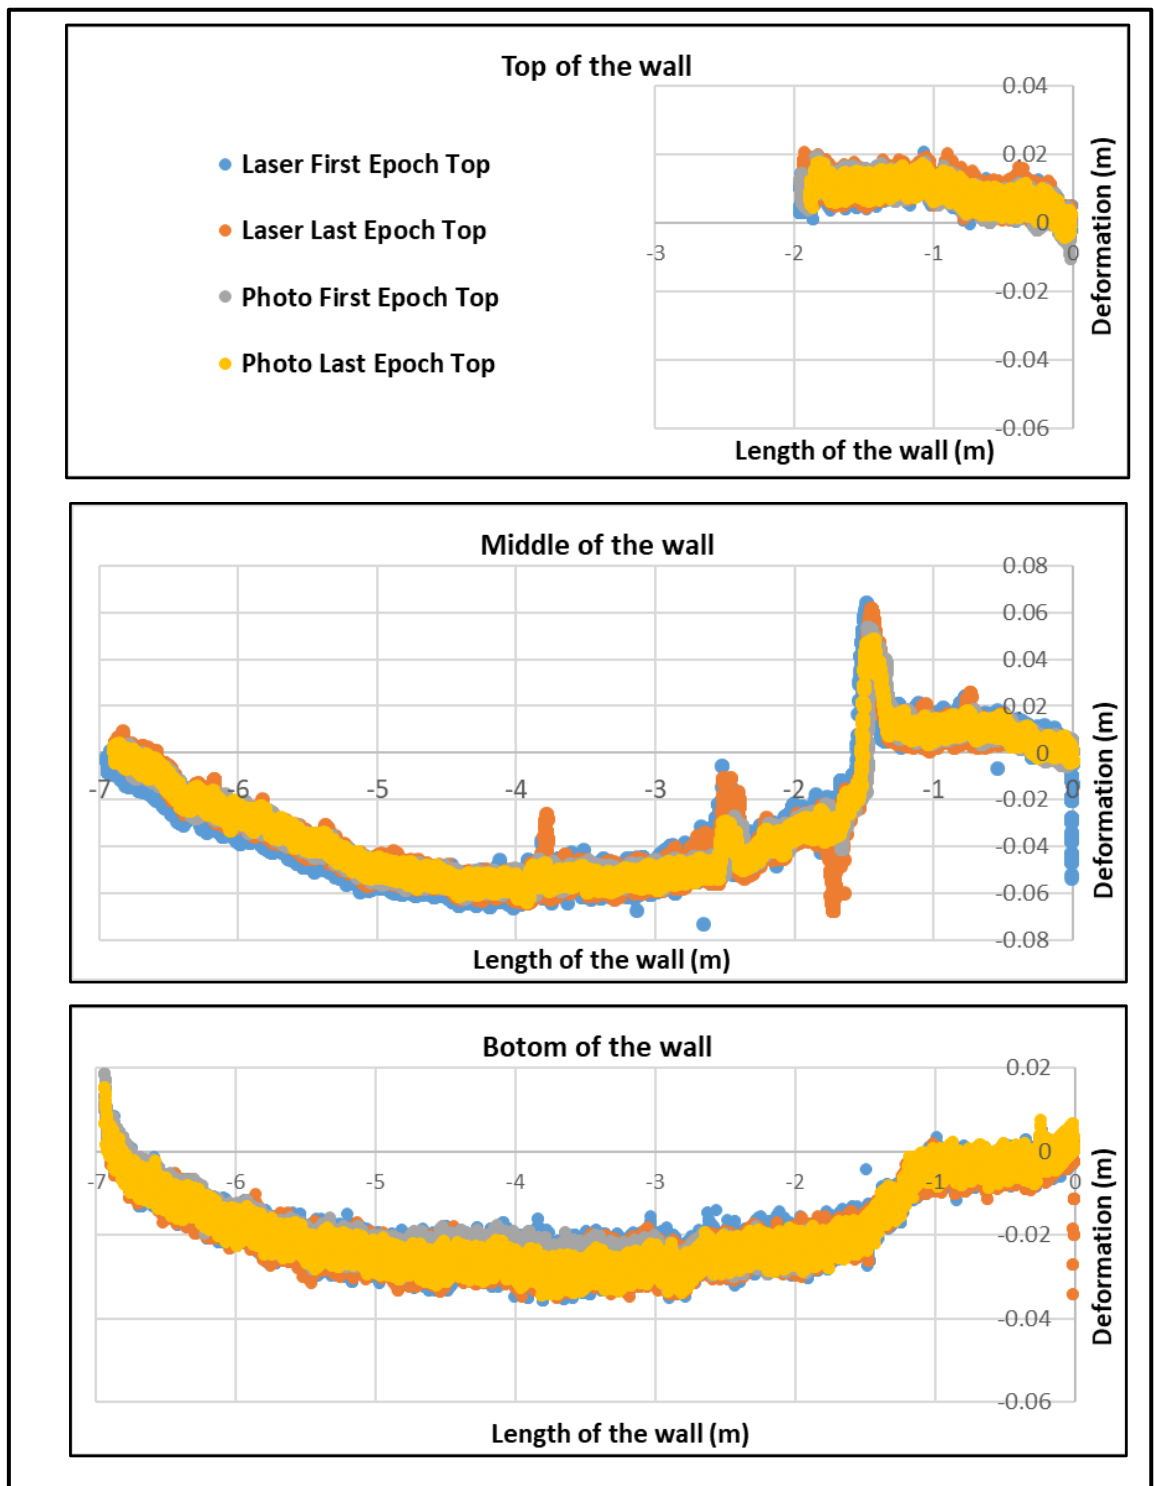 Top of the wall
Laser First Epoch Top
Laser Last Epoch Top
Photo First Epoch Top
Photo Last Epoch Top
0.04
0.02
0
-0.02
-0.04
-0.06
-3 -2 -1 0
Deformation (m)
Length of the wall (m)
Middle of the wall
0.08
0.06
0.04
0.02
0
-0.02
-0.04
-0.06
-0.08
-7 -6 -5 -4 -3 -2 -1 0
Deformation (m)
Length of the wall (m)
Botom of the wall
0.02
0
-0.02
-0.04
-0.06
-7 -6 -5 -4 -3 -2 -1 0
Deformation (m)
Length of the wall (m)